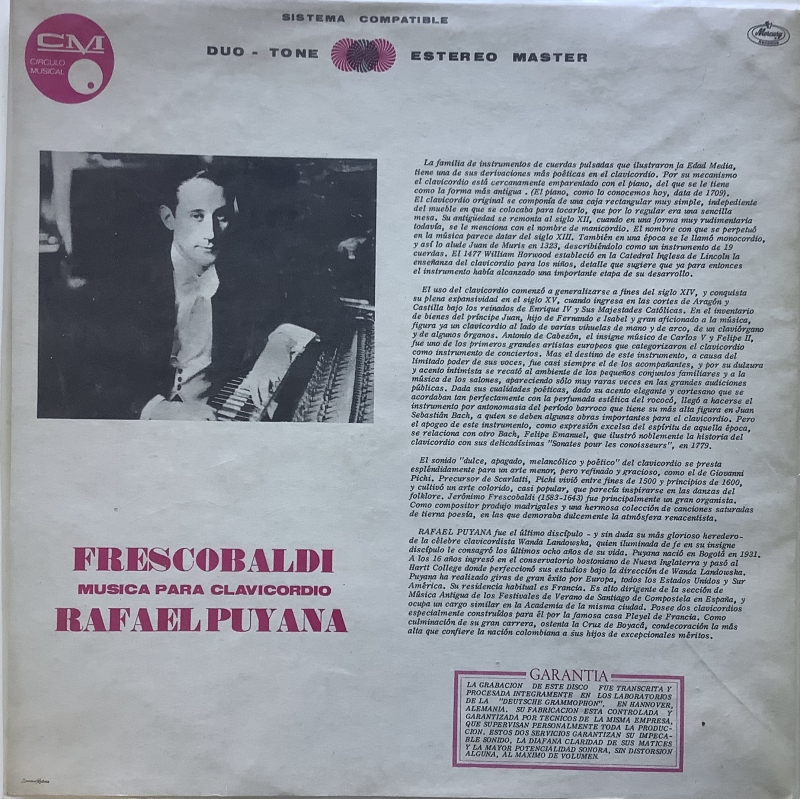 SISTEMA COMPATIBLE
DUO - TONE ESTEREO MASTER
CM
CIRCULO
MUSICAL
Mercury
RECORDS
La familia de instrumentos de cuerdas pulsadas que ilustraron la Edad Media,
tiene una de sus derivaciones más poéticas en el clavicordio. Por su mecanismo
el clavicordio está cercanamente emparentado con el piano, del que se le tiene
como la forma más antigua . (El piano, como lo conocemos hoy, data de 1709).
El clavicordio original se componía de una caja rectangular muy simple, indepediente
del mueble en que se colocaba para tocarlo, que por lo regular era una sencilla
mesa. Su antigüedad se remonta al siglo XII, cuando en una forma muy rudimentaria
todavía, se le menciona con el nombre de manicordio. El nombre con que se perpetuó
en la música parece datar del siglo XIII. También en una época se le llamó monocordio,
y así lo alude Juan de Muris en 1323, describiéndolo como un instrumento de 19
cuerdas. El 1477 William Horwood estableció en la Catedral Inglesa de Lincoln la
enseñanza del clavicordio para los niños, detalle que sugiere que ya para entonces
el instrumento había alcanzado una importante etapa de su desarrollo.
El uso del clavicordio comenzó a generalizarse a fines del siglo XIV, y conquista
su plena expansividad en el siglo XV, cuando ingresa en las cortes de Aragón y
Castilla bajo los reinados de Enrique IV y Sus Majestades Católicas. En el inventario
de bienes del príncipe Juan, hijo de Fernando e Isabel y gran aficionado a la música,
figura ya un clavicordio al lado de varias vihuelas de mano y de arco, de un claviórgano
y de algunos órganos. Antonio de Cabezón, el insigne músico de Carlos V y Felipe II,
fue uno de los primeros grandes artistas europeos que categorizaron el clavicordio
como instrumento de conciertos. Mas el destino de este instrumento, a causa del
limitado poder de sus voces, fue casi siempre el de los acompañantes, y por su dulzura
y acento intimista se recató al ambiente de los pequeños conjuntos familiares y a la
música de los salones, apareciendo sólo muy raras veces en las grandes audiciones
públicas. Dada sus cualidades poéticas, dado su acento elegante y cortesano que se
acordaban tan perfectamente con la perfumada estética del rococó, llegó a hacerse el
instrumento por antonomasia del período barroco que tiene su más alta figura en Juan
Sebastián Bach, a quien se deben algunas obras importantes para el clavicordio. Pero
el apogeo de este instrumento, como expresión excelsa del espíritu de aquella época,
se relaciona con otro Bach, Felipe Emanuel, que ilustró noblemente la historia del
clavicordio con sus delicadísimas "Sonates pour les conoisseurs", en 1779.
El sonido "dulce, apagado, melancólico y poético" del clavicordio se presta
espléndidamente para un arte menor, pero refinado y gracioso, como el de Giovanni
Pichi. Precursor de Scarlatti, Pichi vivió entre fines de 1500 y principios de 1600,
y cultivó un arte colorido, casi popular, que parecía inspirarse en las danzas del
folklore. Jerónimo Frescobaldi (1583-1643) fue principalmente un gran organista.
Como compositor produjo madrigales y una hermosa colección de canciones saturadas
de tierna poesía, en las que demoraba dulcemente la atmósfera renacentista.
RAFAEL PUYANA fue el último discípulo - y sin duda su más glorioso heredero-
de la célebre clavicordista Wanda Landowska, quien iluminada de fe en su insigne
discípulo le consagró los últimos ocho años de su vida. Puyana nació en Bogotá en 1931.
A los 16 años ingresó en el conservatorio bostoniano de Nueva Inglaterra y pasó al
Hartt College donde perfeccionó sus estudios bajo la dirección de Wanda Landowska.
Puyana ha realizado giras de gran éxito por Europa, todos los Estados Unidos y Sur
América. Su residencia habitual es Francia. Es alto dirigente de la sección de
Música Antigua de los Festivales de Verano de Santiago de Compostela en España, y
ocupa un cargo similar en la Academia de la misma ciudad. Posee dos clavicordios
especialmente construídos para él por la famosa casa Pleyel de Francia. Como
culminación de su gran carrera, ostenta la Cruz de Boyacá, condecoración la más
alta que confiere la nación colombiana a sus hijos de excepcionales méritos.
FRESCOBALDI
MUSICA PARA CLAVICORDIO
RAFAEL PUYANA
GARANTIA
LA GRABACION DE ESTE DISCO FUE TRANSCRITA Y
PROCESADA INTEGRAMENTE EN LOS LABORATORIOS
DE LA "DEUTSCHE GRAMMOPHON", EN HANNOVER,
ALEMANIA. SU FABRICACION ESTA CONTROLADA Y
GARANTIZADA POR TECNICOS DE LA MISMA EMPRESA,
QUE SUPERVISAN PERSONALMENTE TODA LA PRODUC-
CION. ESTOS DOS SERVICIOS GARANTIZAN SU IMPECA-
BLE SONIDO, LA DIAFANA CLARIDAD DE SUS MATICES
Y LA MAYOR POTENCIALIDAD SONORA, SIN DISTORSION
ALGUNA, AL MAXIMO DE VOLUMEN.